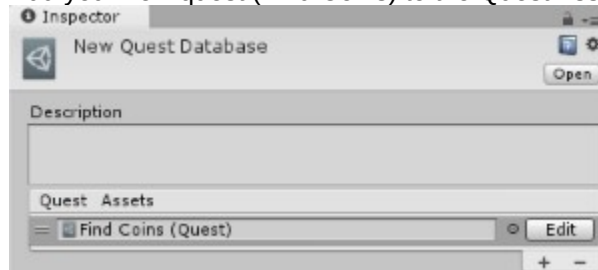 Inspector
New Quest Database
Open
Description
Quest Assets
Find Coins (Quest)
Edit
+ -